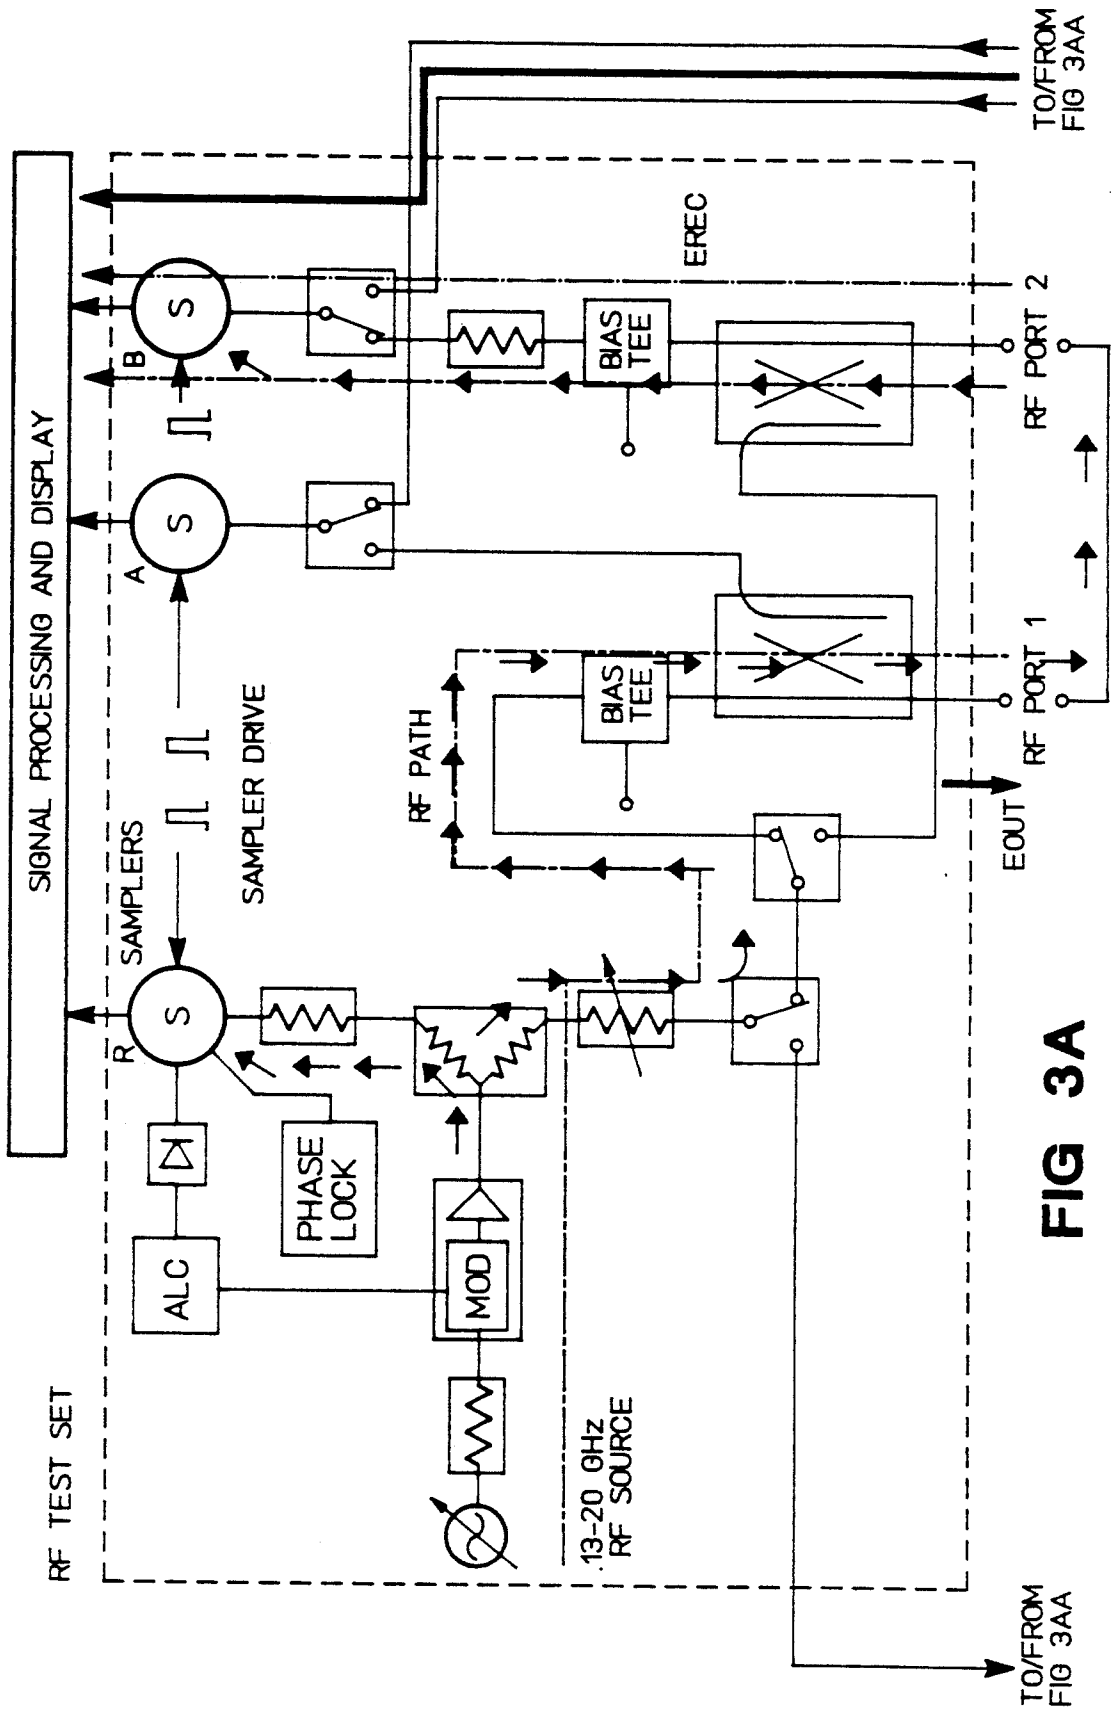 RF TEST SET
SIGNAL PROCESSING AND DISPLAY
SAMPLERS
R
S
A
S
B
S
SAMPLER DRIVE
ALC
PHASE
LOCK
MOD
.13-20 GHz
RF SOURCE
RF PATH
BIAS
TEE
BIAS
TEE
EREC
EOUT
RF PORT 1
RF PORT 2
TO/FROM
FIG 3AA
TO/FROM
FIG 3AA
FIG 3A